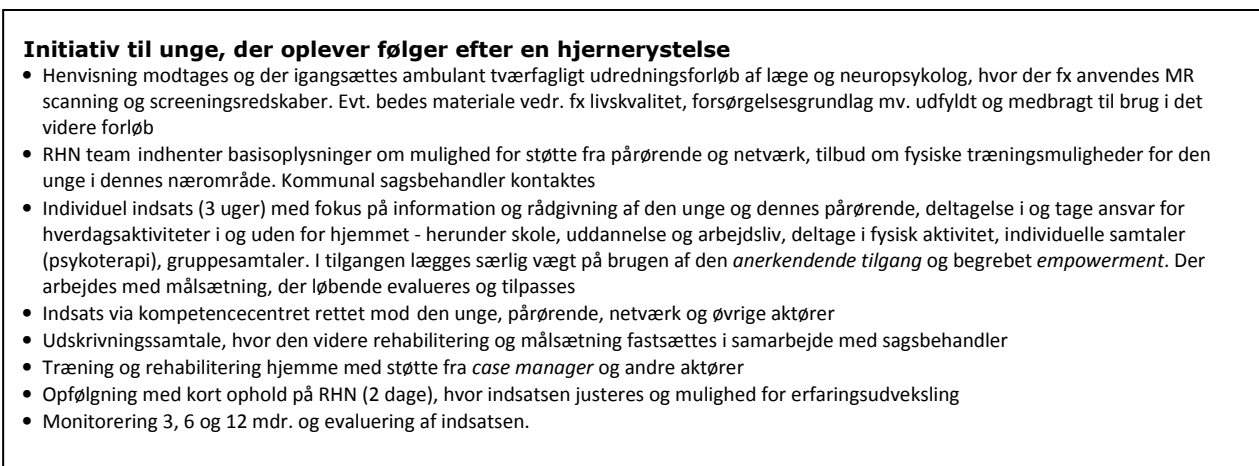 Initiativ til unge, der oplever følger efter en hjernerystelse
• Henvisning modtages og der igangsættes ambulant tværfagligt udredningsforløb af læge og neuropsykolog, hvor der fx anvendes MR
scanning og screeningsredskaber. Evt. bedes materiale vedr. fx livskvalitet, forsørgelsesgrundlag mv. udfyldt og medbragt til brug i det
videre forløb
• RHN team indhenter basisoplysninger om mulighed for støtte fra pårørende og netværk, tilbud om fysiske træningsmuligheder for den
unge i dennes nærområde. Kommunal sagsbehandler kontaktes
• Individuel indsats (3 uger) med fokus på information og rådgivning af den unge og dennes pårørende, deltagelse i og tage ansvar for
hverdagsaktiviteter i og uden for hjemmet - herunder skole, uddannelse og arbejdsliv, deltage i fysisk aktivitet, individuelle samtaler
(psykoterapi), gruppesamtaler. I tilgangen lægges særlig vægt på brugen af den anerkendende tilgang og begrebet empowerment. Der
arbejdes med målsætning, der løbende evalueres og tilpasses
• Indsats via kompetencecentret rettet mod den unge, pårørende, netværk og øvrige aktører
• Udskrivningssamtale, hvor den videre rehabilitering og målsætning fastsættes i samarbejde med sagsbehandler
• Træning og rehabilitering hjemme med støtte fra case manager og andre aktører
• Opfølgning med kort ophold på RHN (2 dage), hvor indsatsen justeres og mulighed for erfaringsudveksling
• Monitorering 3, 6 og 12 mdr. og evaluering af indsatsen.